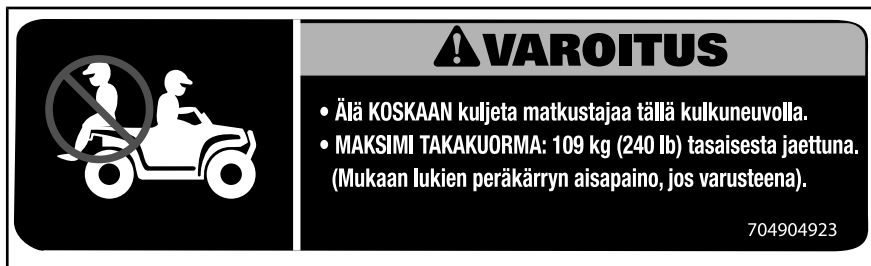 VAROITUS
• Älä KOSKAAN kuljeta matkustajaa tällä kulkuneuvolla.
• MAKSIMI TAKAKUORMA: 109 kg (240 lb) tasaisesta jaettuna.
(Mukaan lukien peräkärryn aisapaino, jos varusteena).
704904923